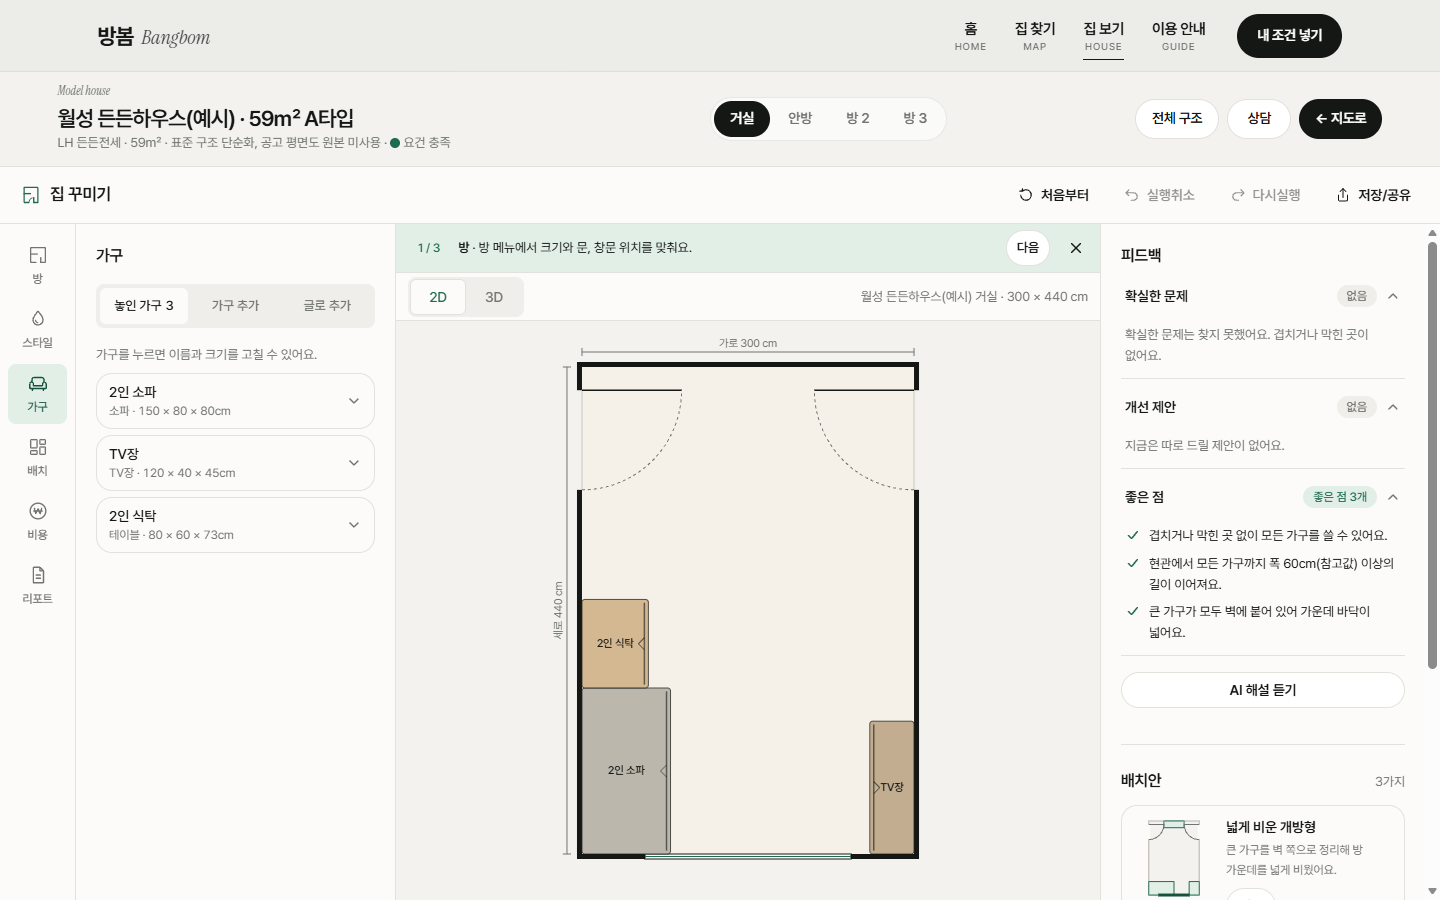 방봄 Bangbom
홈
HOME
집 찾기
MAP
집 보기
HOUSE
이용 안내
GUIDE
내 조건 넣기
Model house
월성 든든하우스(예시) · 59m² A타입
LH 든든전세 · 59m² · 표준 구조 단순화, 공고 평면도 원본 미사용 · 요건 충족
거실
안방
방 2
방 3
전체 구조
상담
← 지도로
집 꾸미기
처음부터
실행취소
다시실행
저장/공유
방
스타일
가구
배치
비용
리포트
가구
놓인 가구 3
가구 추가
글로 추가
가구를 누르면 이름과 크기를 고칠 수 있어요.
2인 소파
소파 · 150 × 80 × 80cm
TV장
TV장 · 120 × 40 × 45cm
2인 식탁
테이블 · 80 × 60 × 73cm
1 / 3 방 · 방 메뉴에서 크기와 문, 창문 위치를 맞춰요.
다음
2D
3D
월성 든든하우스(예시) 거실 · 300 × 440 cm
가로 300 cm
세로 440 cm
2인 식탁
2인 소파
TV장
피드백
확실한 문제
없음
확실한 문제는 찾지 못했어요. 겹치거나 막힌 곳이
없어요.
개선 제안
없음
지금은 따로 드릴 제안이 없어요.
좋은 점
좋은 점 3개
겹치거나 막힌 곳 없이 모든 가구를 쓸 수 있어요.
현관에서 모든 가구까지 폭 60cm(참고값) 이상의
길이 이어져요.
큰 가구가 모두 벽에 붙어 있어 가운데 바닥이
넓어요.
AI 해설 듣기
배치안
3가지
넓게 비운 개방형
큰 가구를 벽 쪽으로 정리해 방
가운데를 넓게 비웠어요.